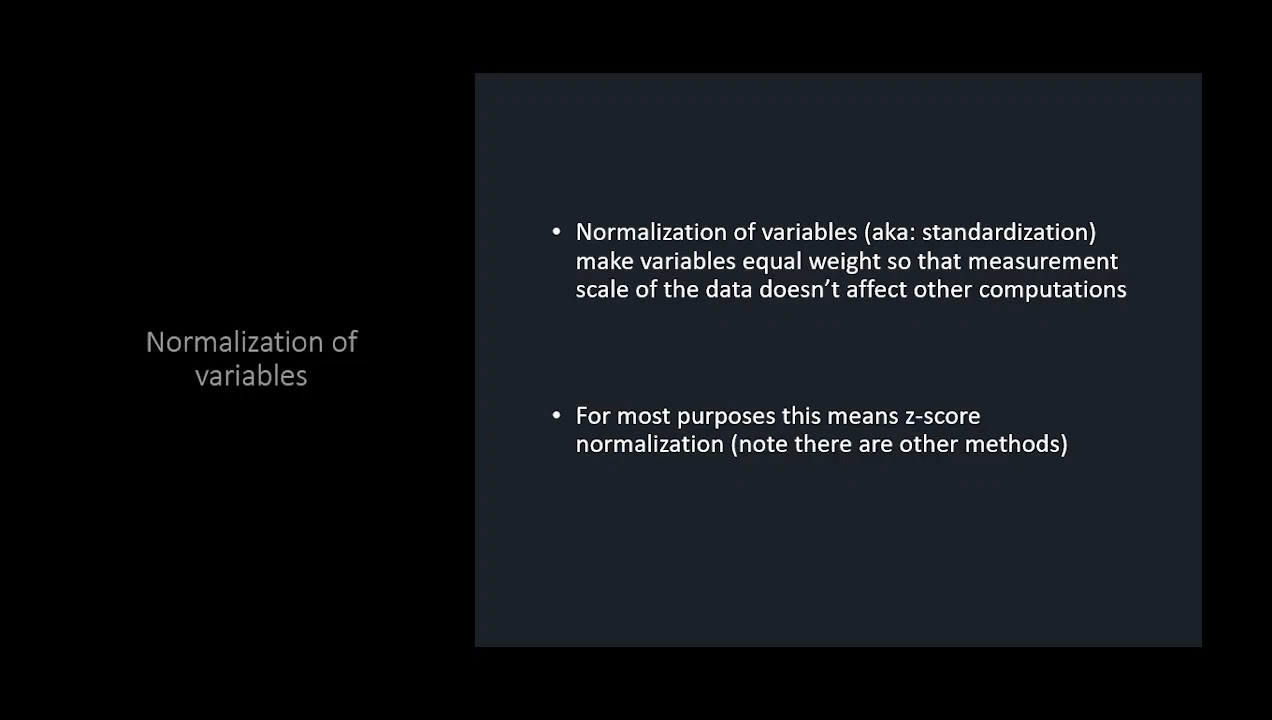 Normalization of
variables
• Normalization of variables (aka: standardization)
make variables equal weight so that measurement
scale of the data doesn’t affect other computations
• For most purposes this means z-score
normalization (note there are other methods)